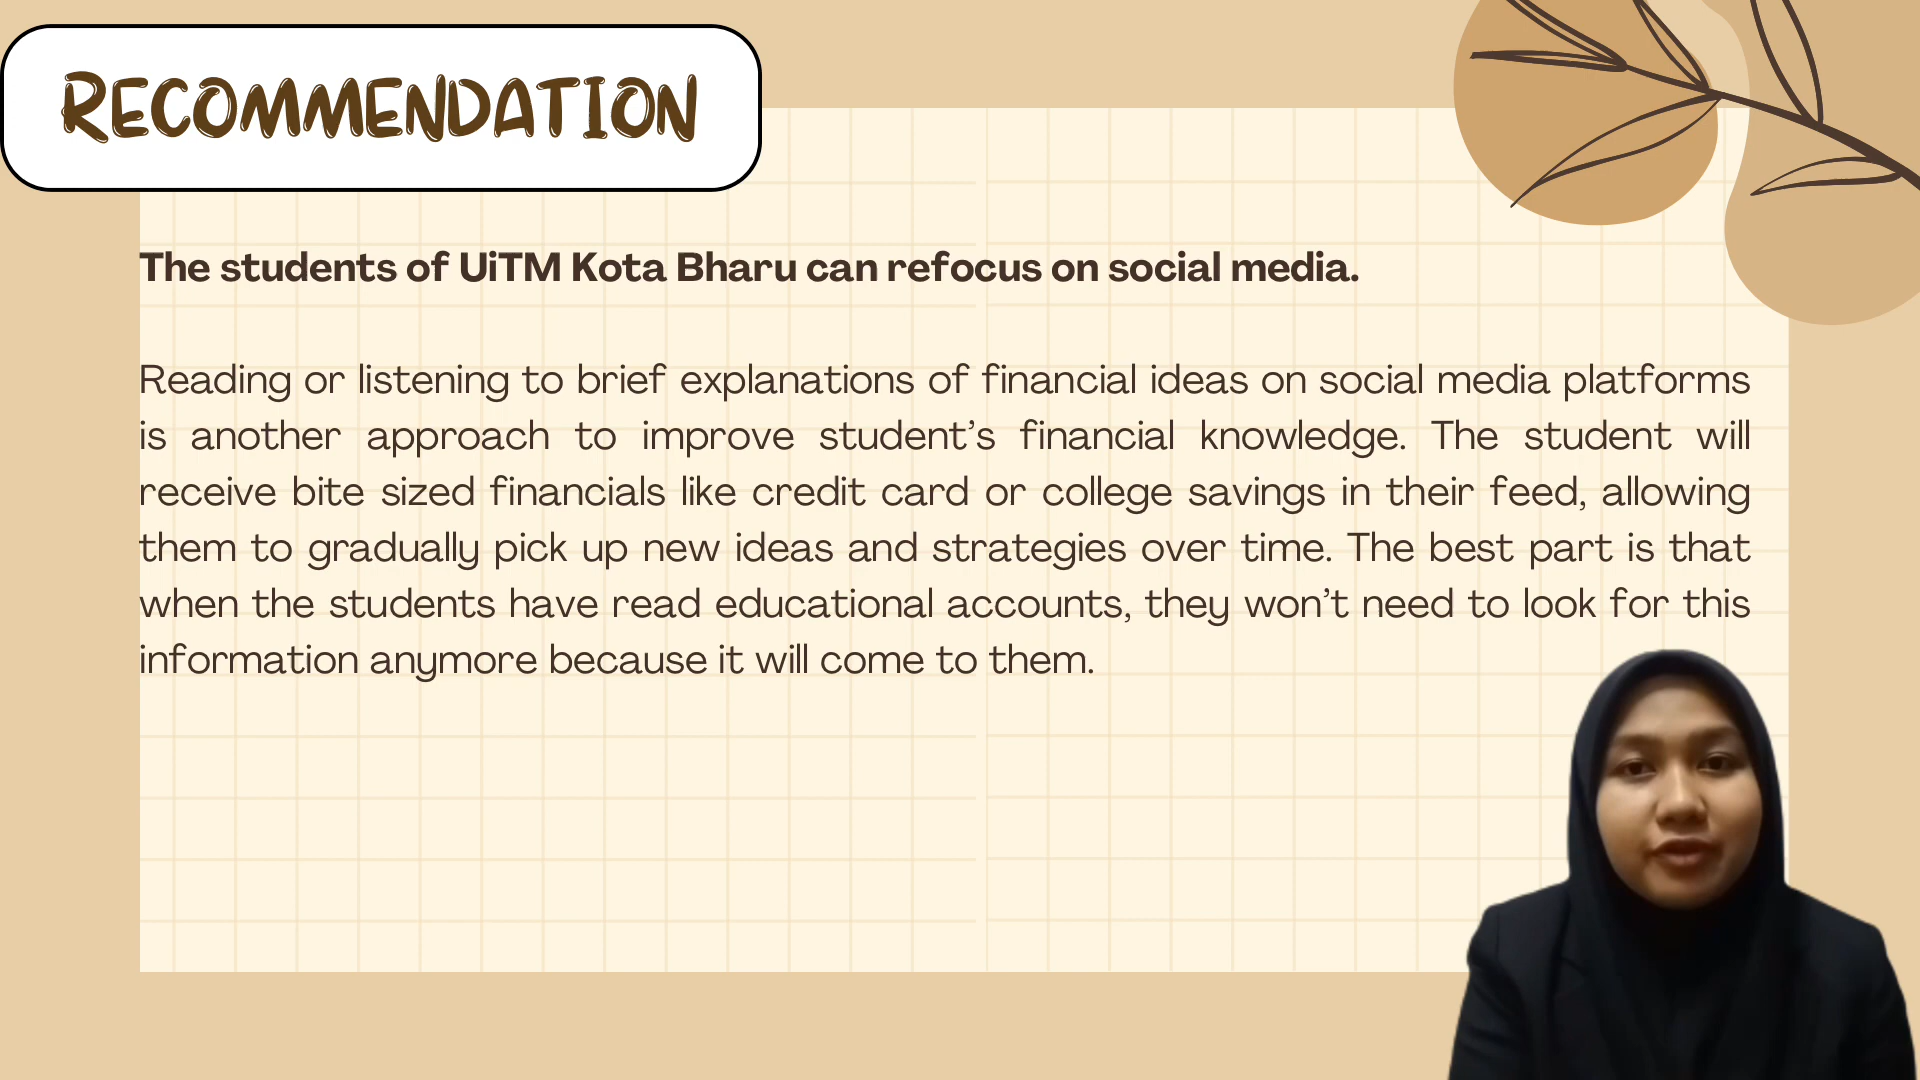 RECOMMENDATION
The students of UiTM Kota Bharu can refocus on social media.
Reading or listening to brief explanations of financial ideas on social media platforms
is another approach to improve student’s financial knowledge. The student will
receive bite sized financials like credit card or college savings in their feed, allowing
them to gradually pick up new ideas and strategies over time. The best part is that
when the students have read educational accounts, they won’t need to look for this
information anymore because it will come to them.